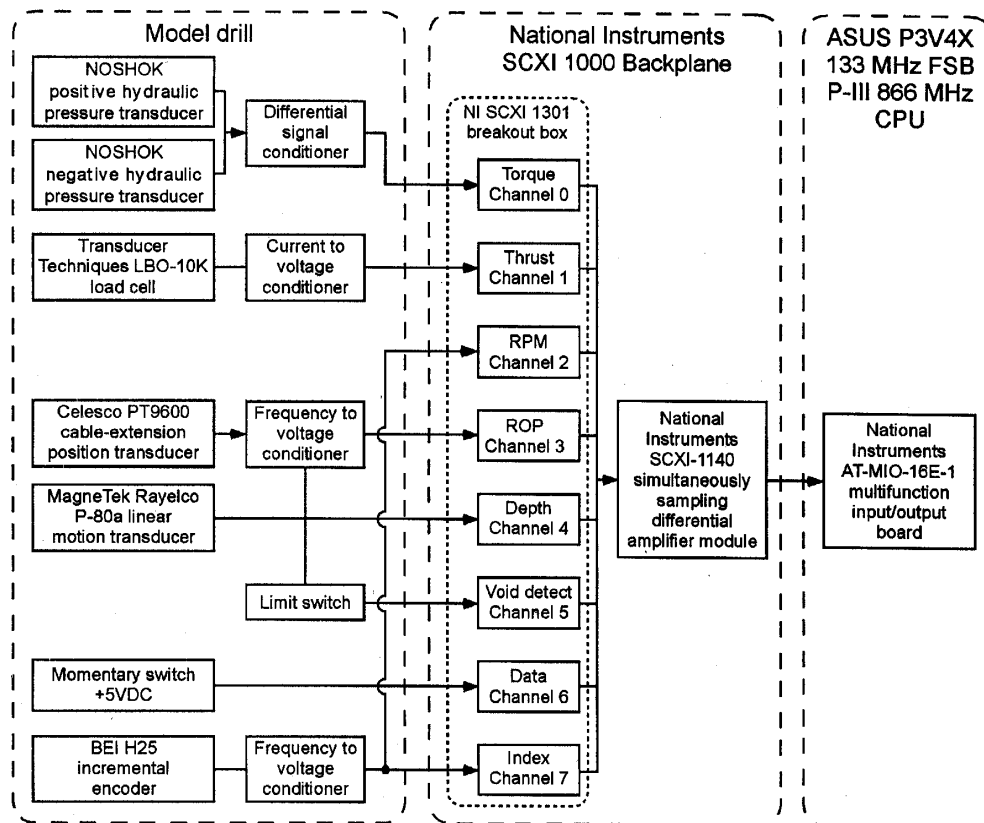 Model drill
NOSHOK
positive hydraulic
pressure transducer
NOSHOK
negative hydraulic
pressure transducer
Differential
signal
conditioner
Transducer
Techniques LBO-10K
load cell
Current to
voltage
conditioner
Celesco PT9600
cable-extension
position transducer
Frequency to
voltage
conditioner
MagneTek Rayelco
P-80a linear
motion transducer
Limit switch
Momentary switch
+5VDC
BEI H25
incremental
encoder
Frequency to
voltage
conditioner
National Instruments
SCXI 1000 Backplane
NI SCXI 1301
breakout box
Torque
Channel 0
Thrust
Channel 1
RPM
Channel 2
ROP
Channel 3
Depth
Channel 4
Void detect
Channel 5
Data
Channel 6
Index
Channel 7
National
Instruments
SCXI-1140
simultaneously
sampling
differential
amplifier module
ASUS P3V4X
133 MHz FSB
P-III 866 MHz
CPU
National
Instruments
AT-MIO-16E-1
multifunction
input/output
board